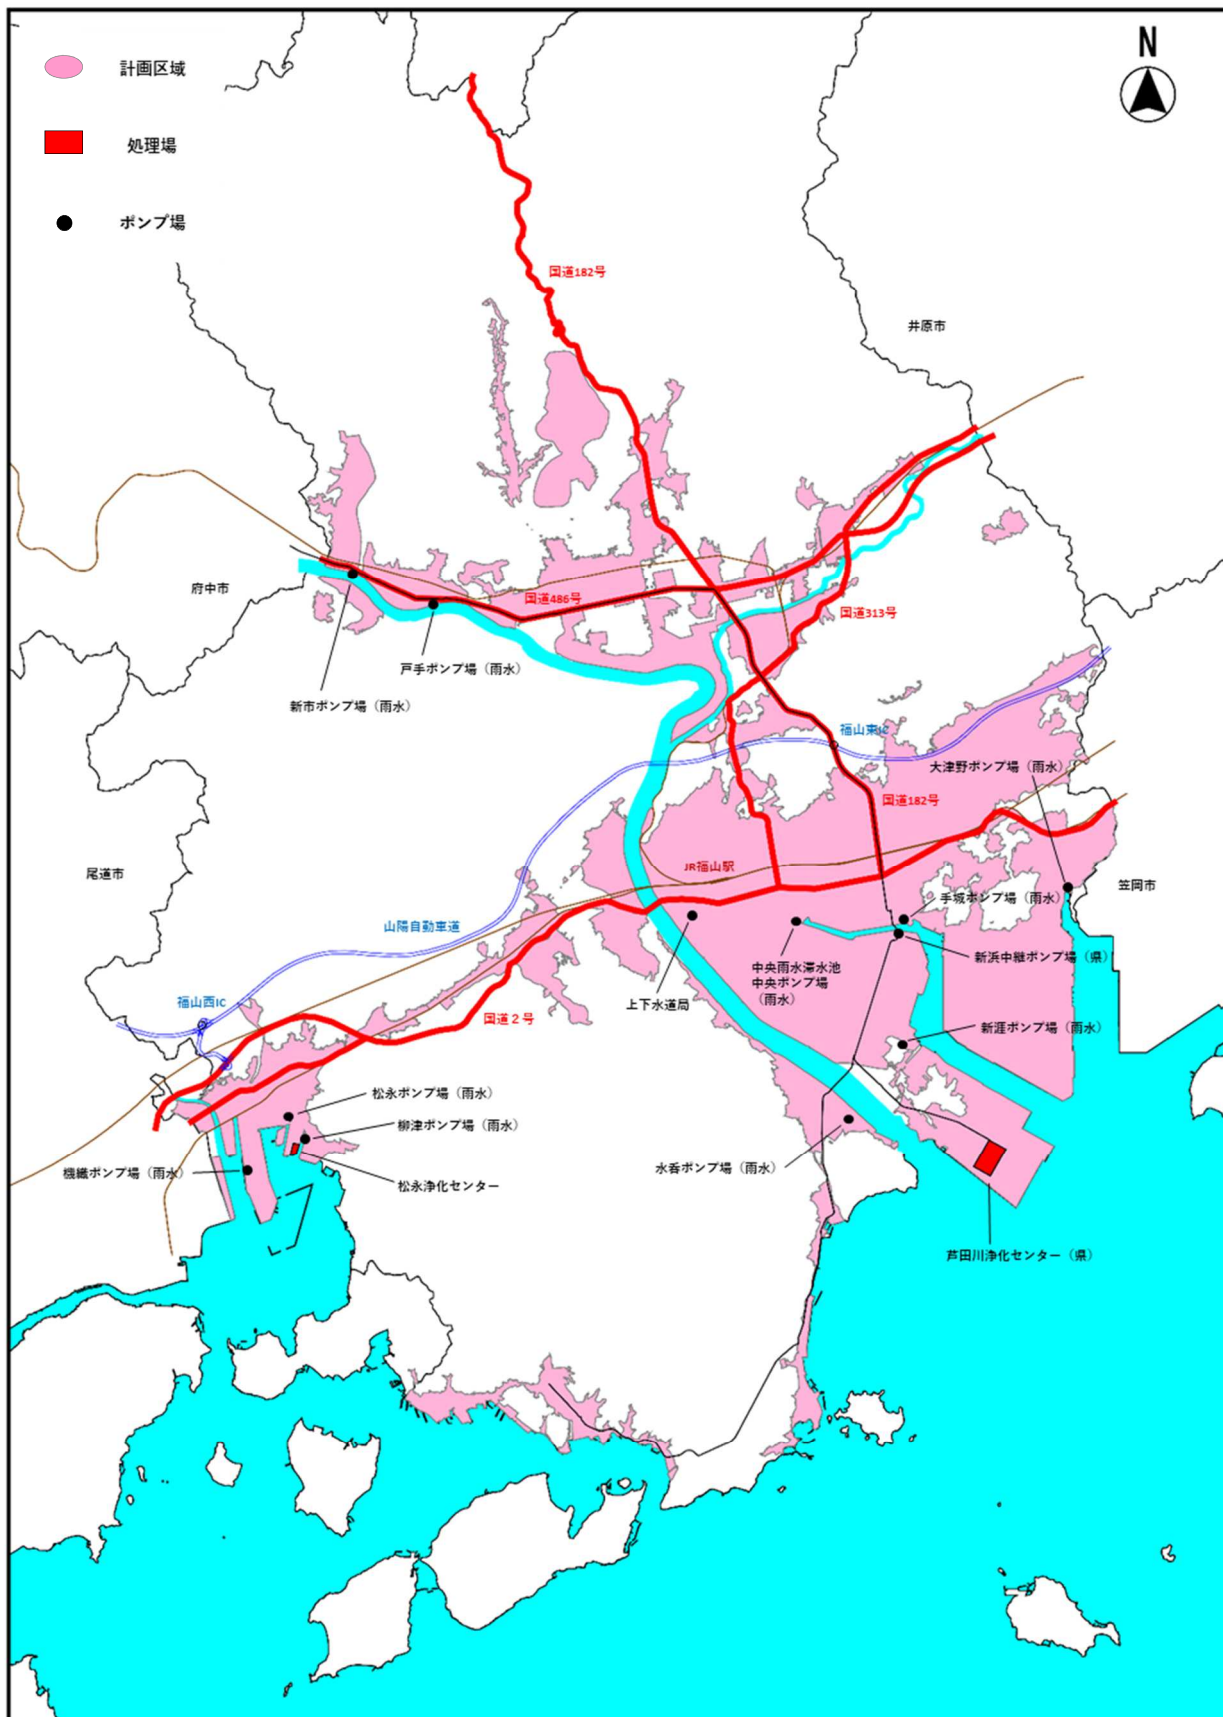 N
計画区域
処理場
ポンプ場
国道182号
井原市
府中市
国道486号
国道313号
戸手ポンプ場（雨水）
新市ポンプ場（雨水）
福山東IC
大津野ポンプ場（雨水）
国道182号
JR福山駅
尾道市
笠岡市
手城ポンプ場（雨水）
山陽自動車道
新浜中継ポンプ場（県）
中央雨水滞水池
中央ポンプ場
（雨水）
上下水道局
福山西IC
国道２号
新涯ポンプ場（雨水）
松永ポンプ場（雨水）
柳津ポンプ場（雨水）
機織ポンプ場（雨水）
水呑ポンプ場（雨水）
松永浄化センター
芦田川浄化センター（県）